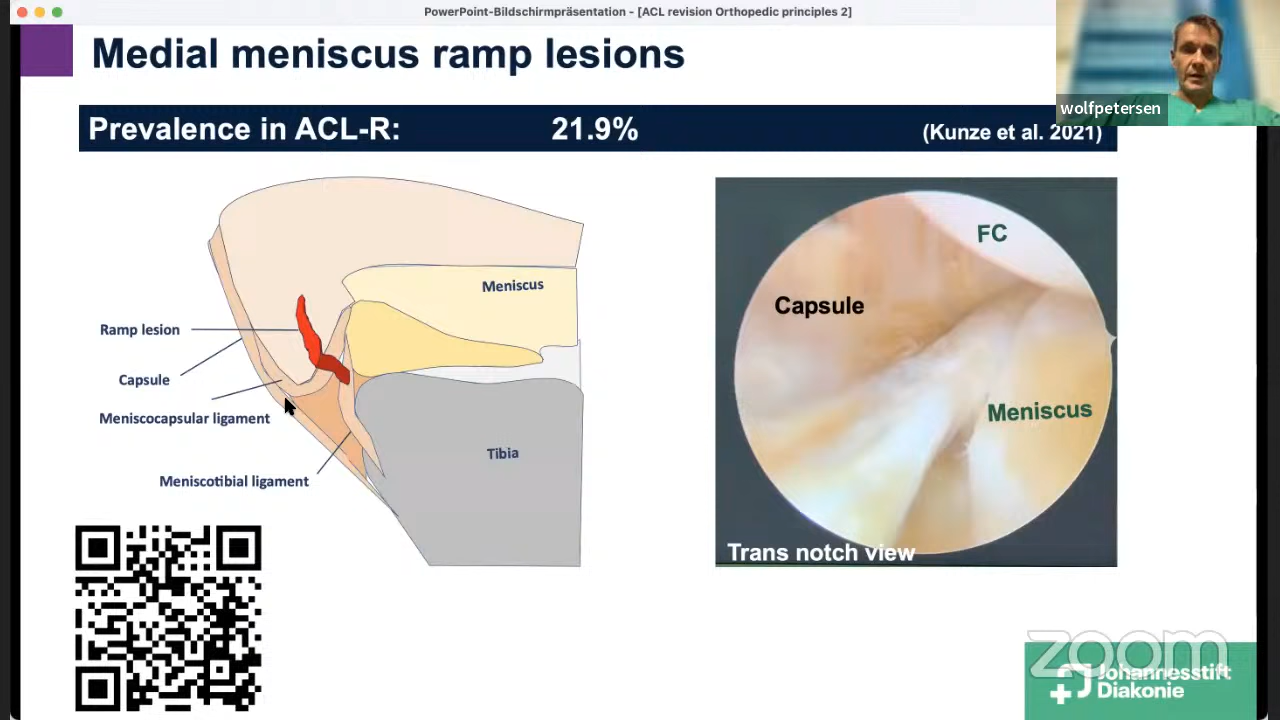 PowerPoint-Bildschirmpräsentation - [ACL revision Orthopedic principles 2]
Medial meniscus ramp lesions
wolfpetersen
Prevalence in ACL-R: 21.9% (Kunze et al. 2021)
Meniscus
Ramp lesion
Capsule
Meniscocapsular ligament
Tibia
Meniscotibial ligament
FC
Capsule
Meniscus
Trans notch view
zoom
Johannesstift
Diakonie